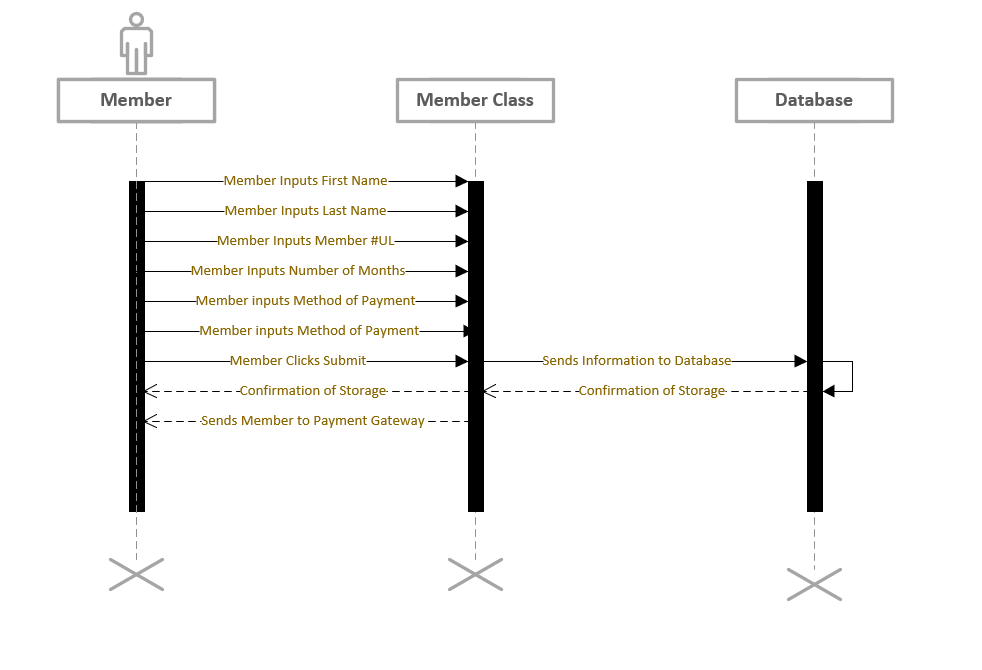 Member
Member Class
Database
Member Inputs First Name
Member Inputs Last Name
Member Inputs Member #UL
Member Inputs Number of Months
Member inputs Method of Payment
Member inputs Method of Payment
Member Clicks Submit
Sends Information to Database
Confirmation of Storage
Confirmation of Storage
Sends Member to Payment Gateway